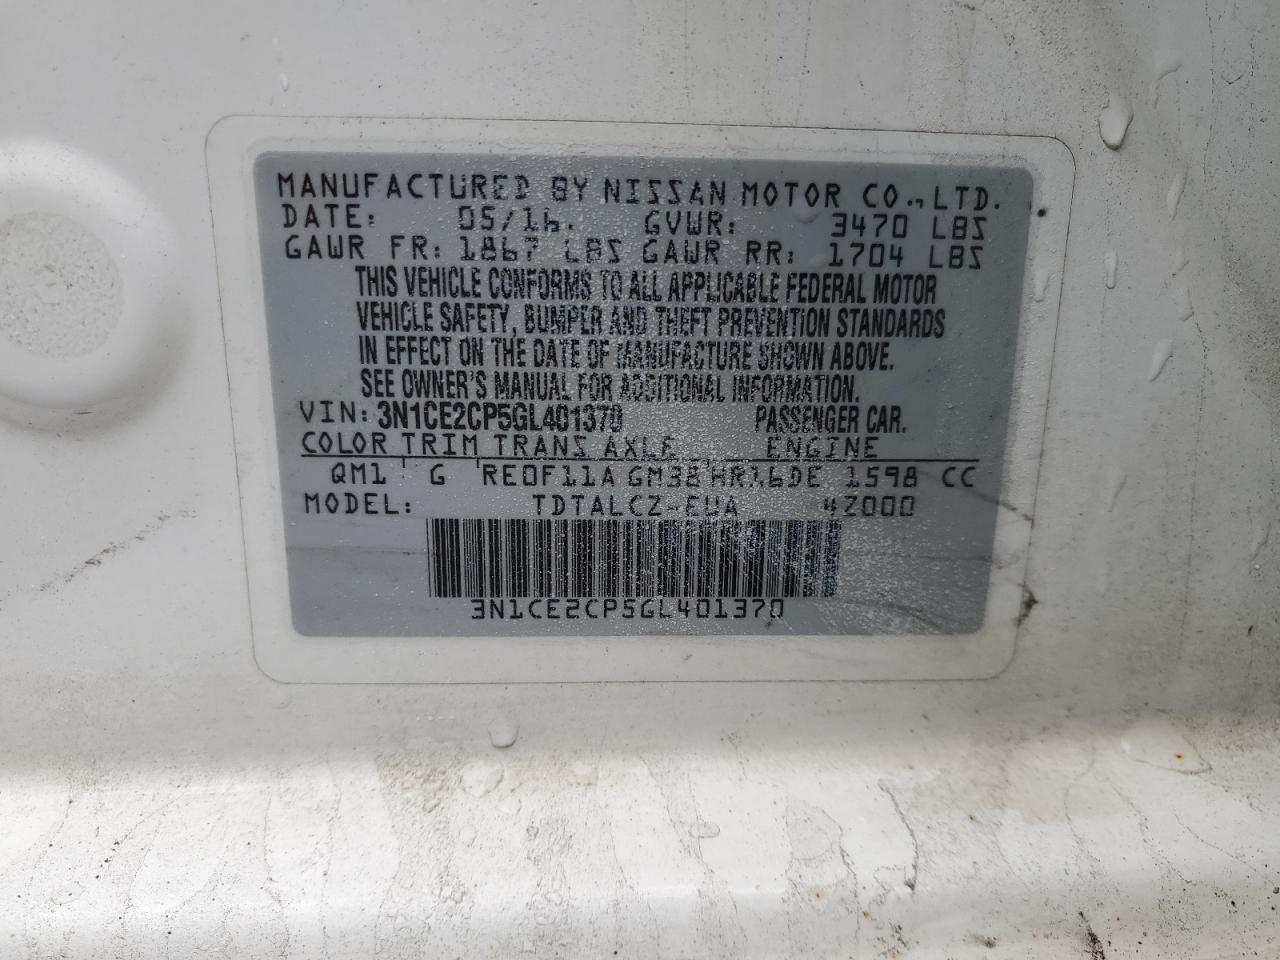 MANUFACTURED BY NISSAN MOTOR CO., LTD.
DATE: 05/16. GVWR: 3470 LBS
GAWR FR: 1867 LBS GAWR RR: 1704 LBS
THIS VEHICLE CONFORMS TO ALL APPLICABLE FEDERAL MOTOR
VEHICLE SAFETY, BUMPER AND THEFT PREVENTION STANDARDS
IN EFFECT ON THE DATE OF MANUFACTURE SHOWN ABOVE.
SEE OWNER'S MANUAL FOR ADDITIONAL INFORMATION.
VIN: 3N1CE2CP5GL401370 PASSENGER CAR.
COLOR TRIM TRANS AXLE ENGINE
QM1 G RE0F11A GM38 HR16DE 1598 CC
MODEL: TDTALCZ-EUA 4Z000
3N1CE2CP5GL401370